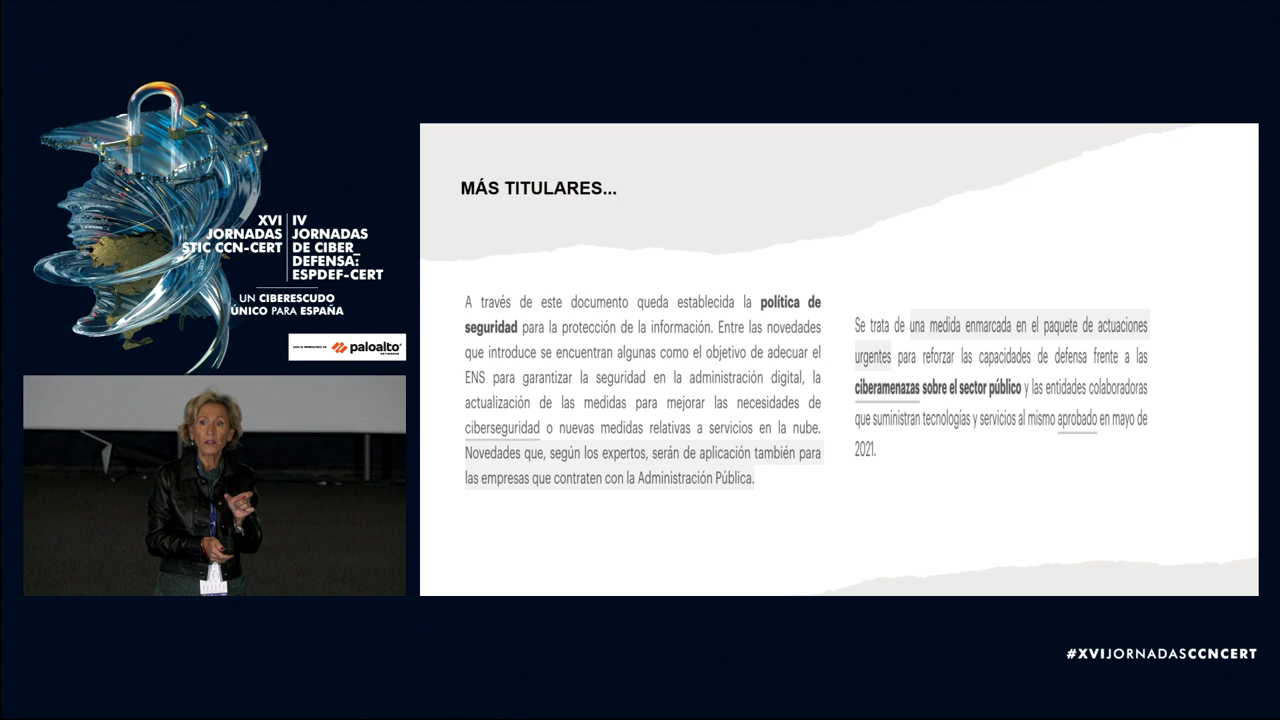 XVI
JORNADAS
STIC CCN-CERT
IV
JORNADAS
DE CIBER_
DEFENSA:
ESPDEF-CERT
UN CIBERESCUDO
ÚNICO PARA ESPAÑA
CON EL PATROCINIO DE
paloalto
NETWORKS
MÁS TITULARES...
A través de este documento queda establecida la política de
seguridad para la protección de la información. Entre las novedades
que introduce se encuentran algunas como el objetivo de adecuar el
ENS para garantizar la seguridad en la administración digital, la
actualización de las medidas para mejorar las necesidades de
ciberseguridad o nuevas medidas relativas a servicios en la nube.
Novedades que, según los expertos, serán de aplicación también para
las empresas que contraten con la Administración Pública.
Se trata de una medida enmarcada en el paquete de actuaciones
urgentes para reforzar las capacidades de defensa frente a las
ciberamenazas sobre el sector público y las entidades colaboradoras
que suministran tecnologías y servicios al mismo aprobado en mayo de
2021.
#XVIJORNADASCCNCERT